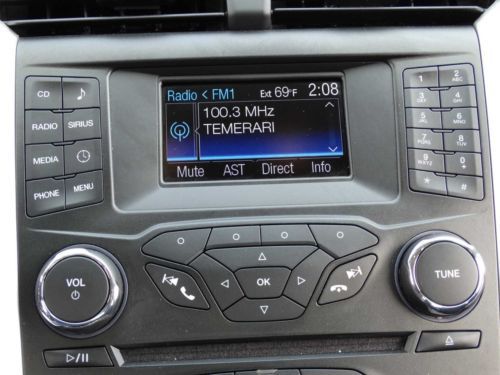 Radio < FM1 Ext 69°F 2:08
100.3 MHz
TEMERARI
Mute AST Direct Info
CD
RADIO SIRIUS
MEDIA
PHONE MENU
1 2 ABC
3 DEF 4 GHI
5 JKL 6 MNO
7 PQRS 8 TUV
9 WXYZ 0
* #
VOL
OK
TUNE